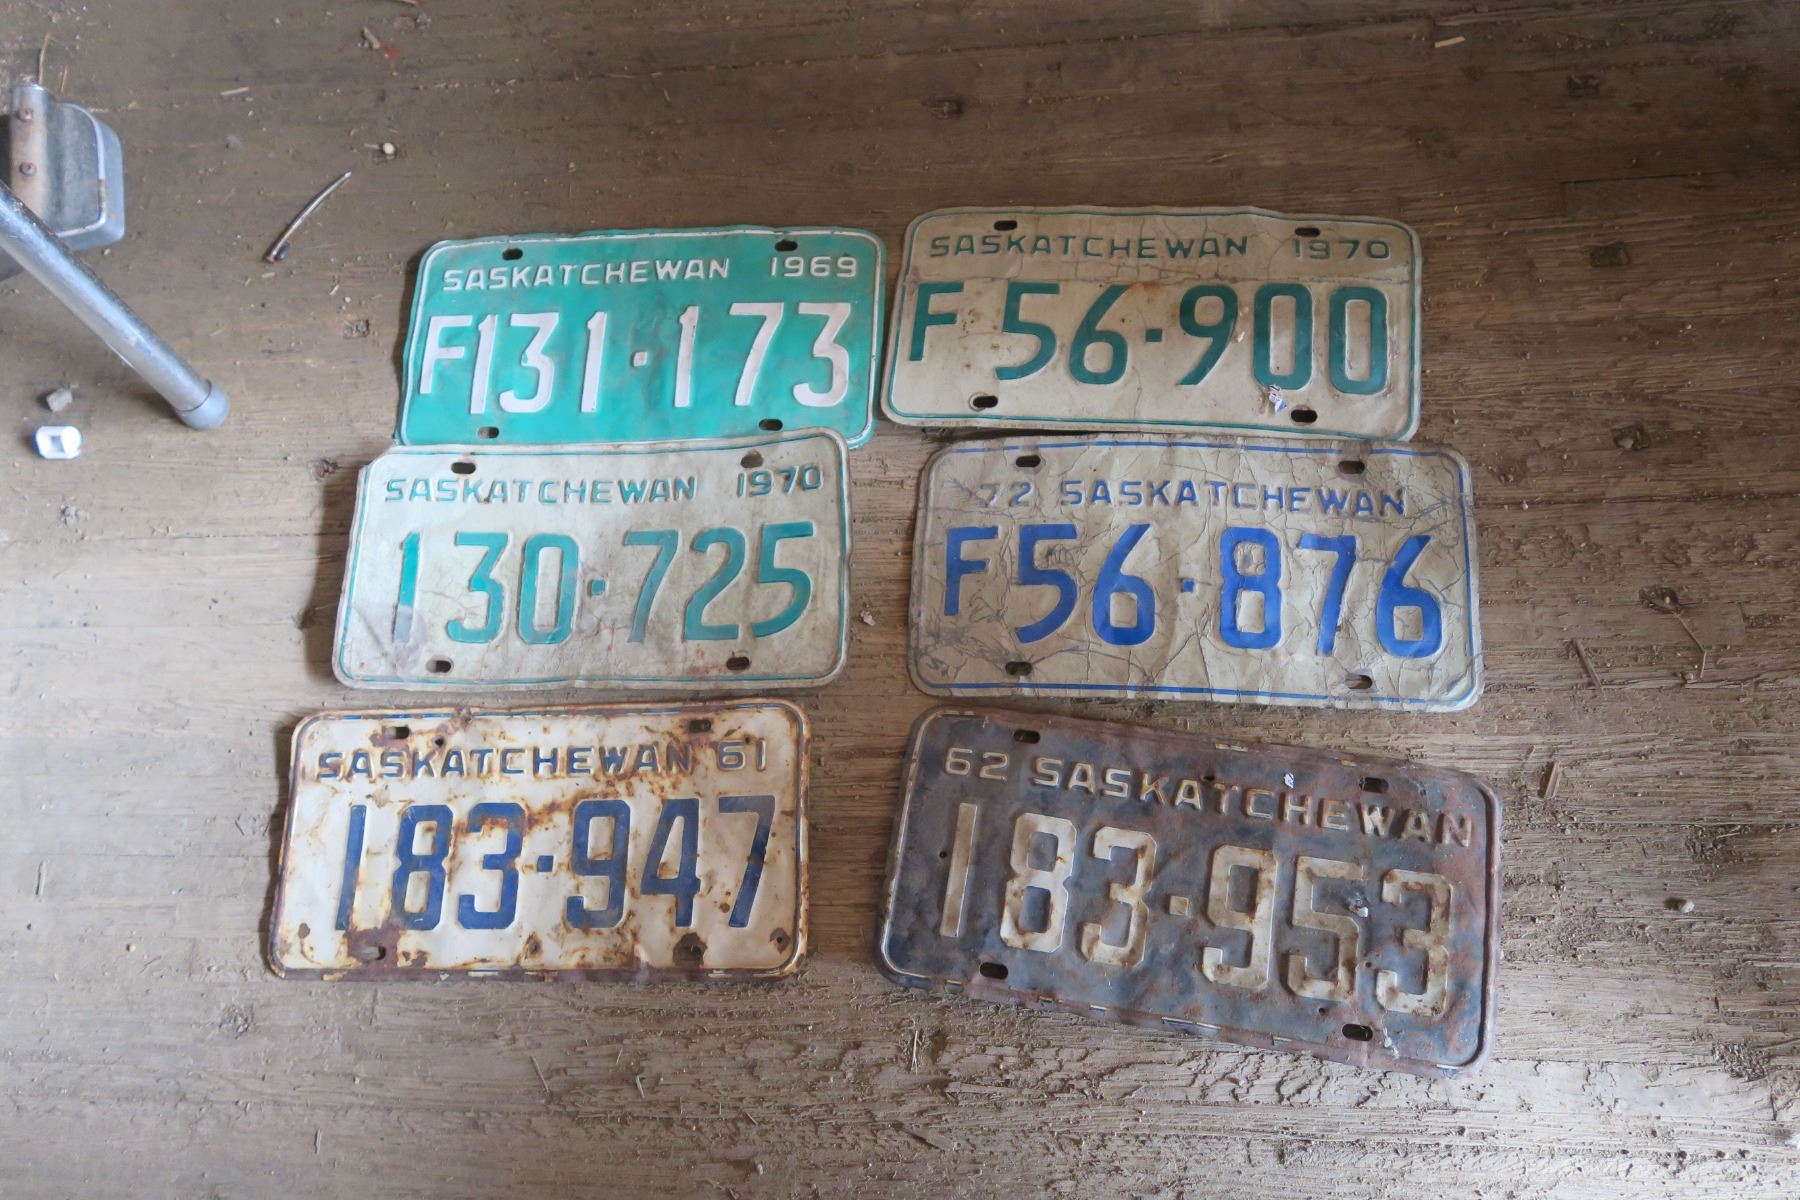 SASKATCHEWAN 1969
F131·173
SASKATCHEWAN 1970
F56·900
SASKATCHEWAN 1970
130·725
72 SASKATCHEWAN
F56·876
SASKATCHEWAN 61
183·947
62 SASKATCHEWAN
183·953